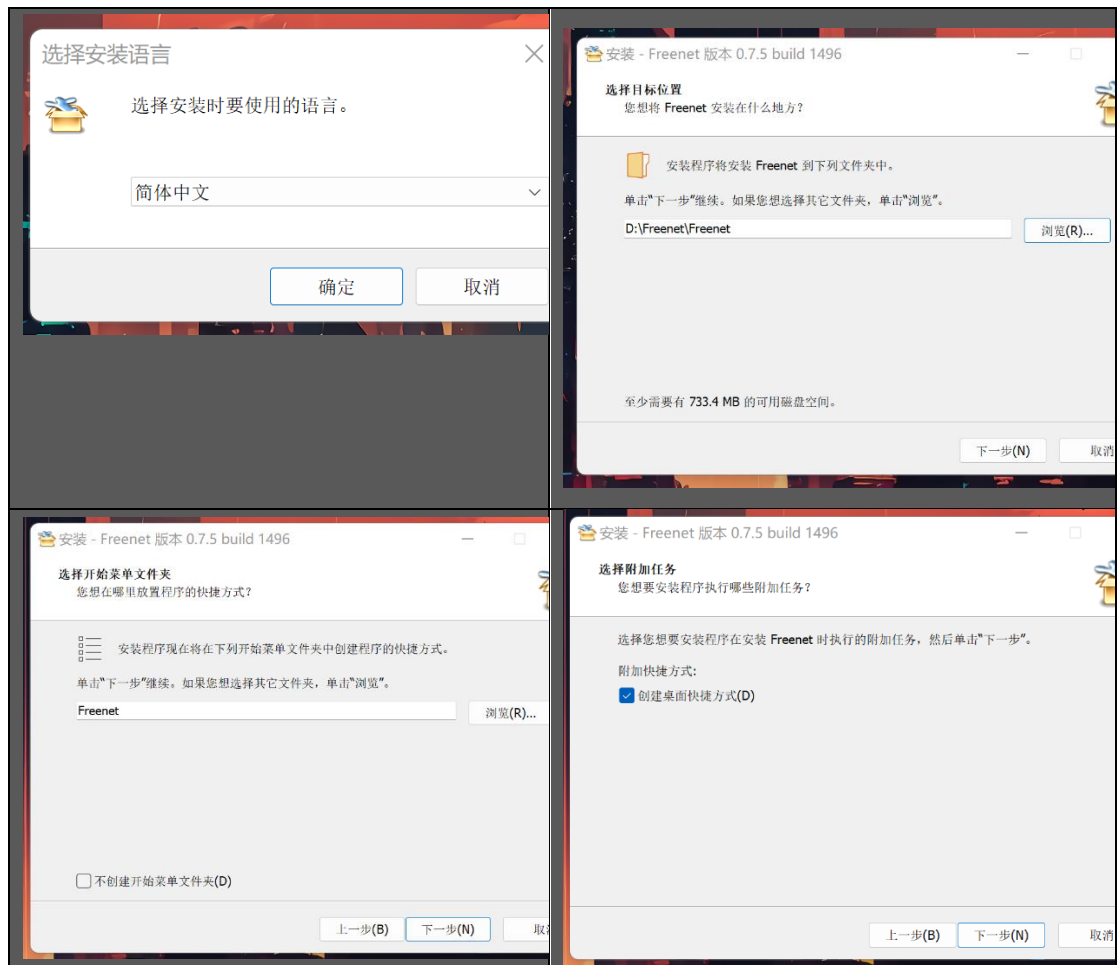 选择安装语言
选择安装时要使用的语言。
简体中文
确定
取消
安装 - Freenet 版本 0.7.5 build 1496
选择目标位置
您想将 Freenet 安装在什么地方?
安装程序将安装 Freenet 到下列文件夹中。
单击“下一步”继续。如果您想选择其它文件夹,单击“浏览”。
D:\Freenet\Freenet
浏览(R)...
至少需要有 733.4 MB 的可用磁盘空间。
下一步(N)
取消
安装 - Freenet 版本 0.7.5 build 1496
选择开始菜单文件夹
您想在哪里放置程序的快捷方式?
安装程序现在将在下列开始菜单文件夹中创建程序的快捷方式。
单击“下一步”继续。如果您想选择其它文件夹,单击“浏览”。
Freenet
浏览(R)...
不创建开始菜单文件夹(D)
上一步(B)
下一步(N)
取
安装 - Freenet 版本 0.7.5 build 1496
选择附加任务
您想要安装程序执行哪些附加任务?
选择您想要安装程序在安装 Freenet 时执行的附加任务,然后单击“下一步”。
附加快捷方式:
创建桌面快捷方式(D)
上一步(B)
下一步(N)
取消